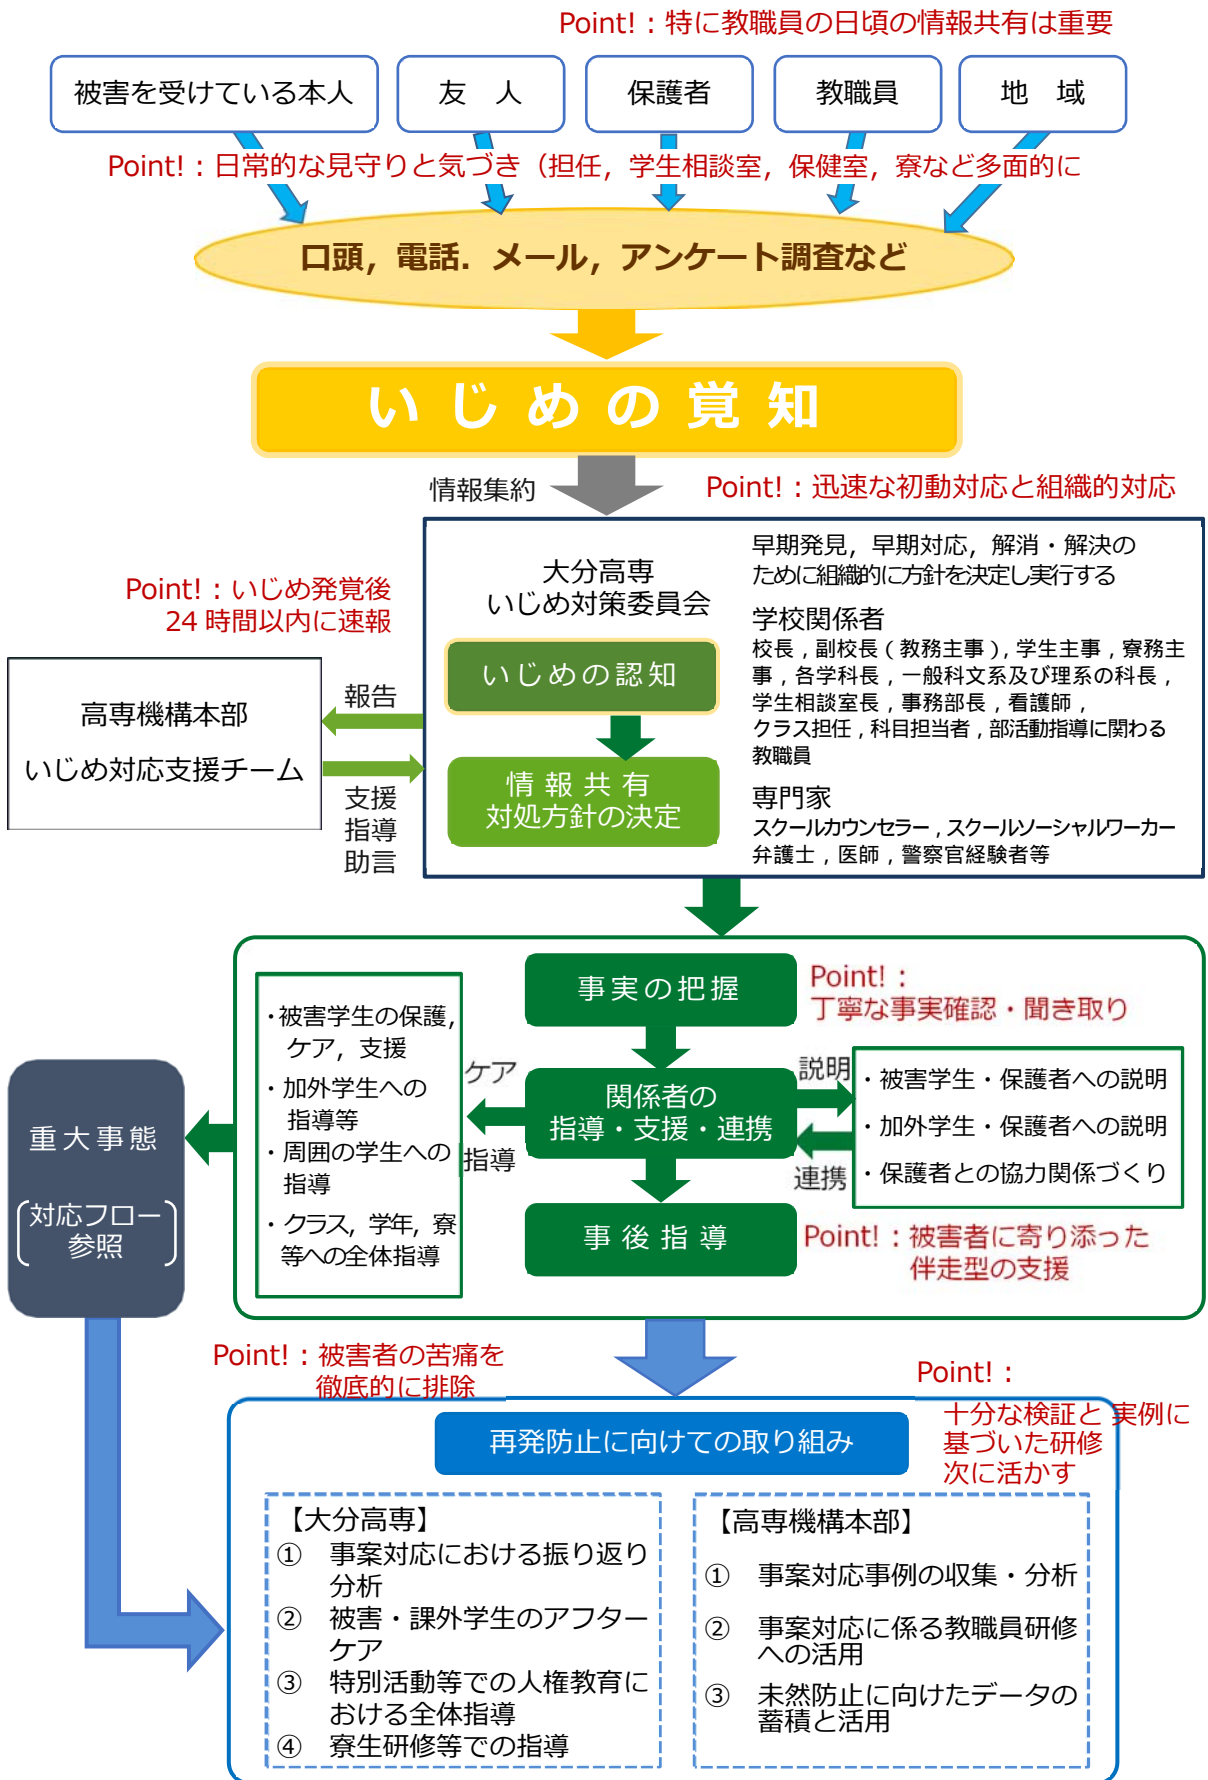 Point!：特に教職員の日頃の情報共有は重要
被害を受けている本人
友　人
保護者
教職員
地　域
Point!：日常的な見守りと気づき（担任，学生相談室，保健室，寮など多面的に
口頭，電話．メール，アンケート調査など
いじめの覚知
情報集約
Point!：迅速な初動対応と組織的対応
大分高専
いじめ対策委員会
早期発見，早期対応，解消・解決の
ために組織的に方針を決定し実行する
Point!：いじめ発覚後
24 時間以内に速報
学校関係者
校長，副校長（教務主事），学生主事，寮務主
事，各学科長，一般科文系及び理系の科長，
学生相談室長，事務部長，看護師，
クラス担任，科目担当者，部活動指導に関わる
教職員
いじめの認知
高専機構本部
いじめ対応支援チーム
報告
支援
指導
助言
情報共有
対処方針の決定
専門家
スクールカウンセラー，スクールソーシャルワーカー
弁護士，医師，警察官経験者等
事実の把握
Point!：
丁寧な事実確認・聞き取り
・被害学生の保護，
ケア，支援
・加外学生への
指導等
・周囲の学生への
指導
・クラス，学年，寮
等への全体指導
ケア
指導
関係者の
指導・支援・連携
説明
連携
・被害学生・保護者への説明
・加外学生・保護者への説明
・保護者との協力関係づくり
重大事態
対応フロー
参照
事後指導
Point!：被害者に寄り添った
伴走型の支援
Point!：被害者の苦痛を
徹底的に排除
Point!：
十分な検証と 実例に
基づいた研修
次に活かす
再発防止に向けての取り組み
【大分高専】
①　事案対応における振り返り
分析
②　被害・課外学生のアフター
ケア
③　特別活動等での人権教育に
おける全体指導
④　寮生研修等での指導
【高専機構本部】
①　事案対応事例の収集・分析
②　事案対応に係る教職員研修
への活用
③　未然防止に向けたデータの
蓄積と活用